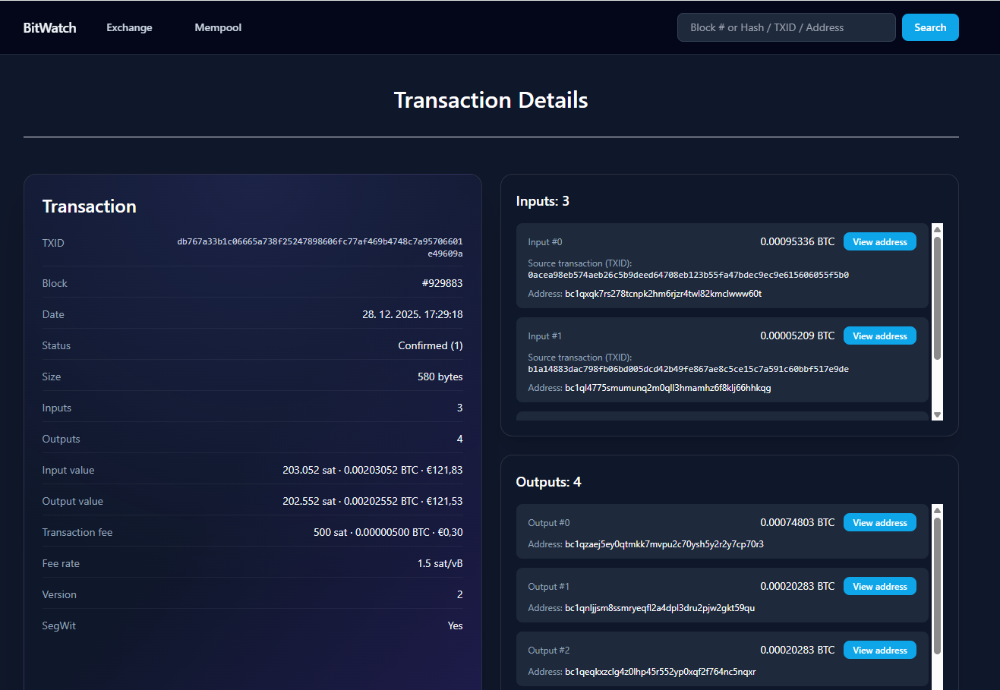 BitWatch Exchange Mempool Block # or Hash / TXID / Address Search
Transaction Details
Transaction
TXID db767a33b1c06665a738f25247898606fc77af469b4748c7a95706601
e49609a
Block #929883
Date 28. 12. 2025. 17:29:18
Status Confirmed (1)
Size 580 bytes
Inputs 3
Outputs 4
Input value 203.052 sat · 0.00203052 BTC · €121,83
Output value 202.552 sat · 0.00202552 BTC · €121,53
Transaction fee 500 sat · 0.00000500 BTC · €0,30
Fee rate 1.5 sat/vB
Version 2
SegWit Yes
Inputs: 3
Input #0 0.00095336 BTC View address
Source transaction (TXID):
0acea98eb574aeb26c5b9deed64708eb123b55fa47bdec9ec9e615606055f5b0
Address: bc1qxqk7rs278tcnpk2hm6rjzr4twl82kmclwww60t
Input #1 0.00005209 BTC View address
Source transaction (TXID):
b1a14883dac798fb06bd005dcd42b49fe867ae8c5ce15c7a591c60bbf517e9de
Address: bc1ql4775smumunq2m0qll3hmamhz6f8klj66hhkqg
Outputs: 4
Output #0 0.00074803 BTC View address
Address: bc1qzaej5ey0qtmkk7mvpu2c70ysh5y2r2y7cp70r3
Output #1 0.00020283 BTC View address
Address: bc1qnljjsm8ssmryeqfl2a4dpl3dru2pjw2gkt59qu
Output #2 0.00020283 BTC View address
Address: bc1qeqkxzclg4z0lhp45r552yp0xqf2f764nc5nqxr